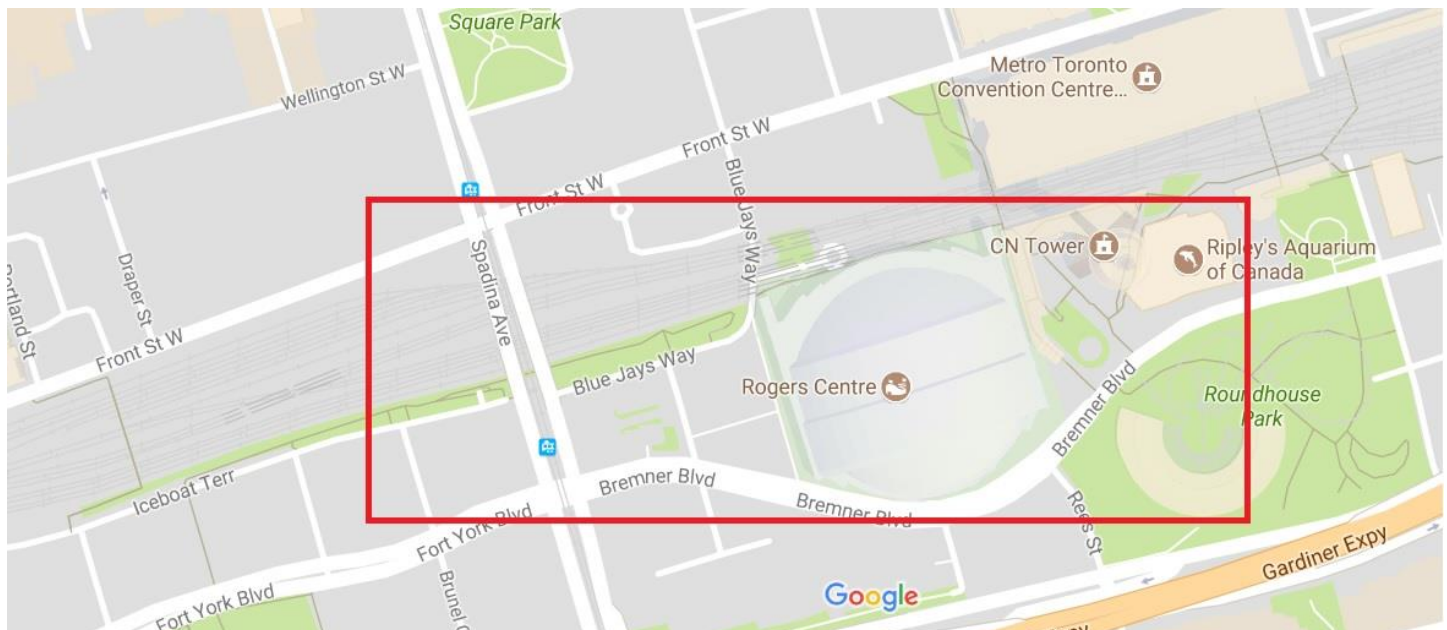 Square Park
Wellington St W
Metro Toronto
Convention Centre...
Front St W
Blue Jays Way
Front St W
Draper St
Spadina Ave
CN Tower
Ripley's Aquarium
of Canada
Front St W
Blue Jays Way
Rogers Centre
Roundhouse
Park
Bremner Blvd
Iceboat Terr
Bremner Blvd
Bremner Blvd
Fort York Blvd
Rees St
Gardiner Expy
Fort York Blvd
Google